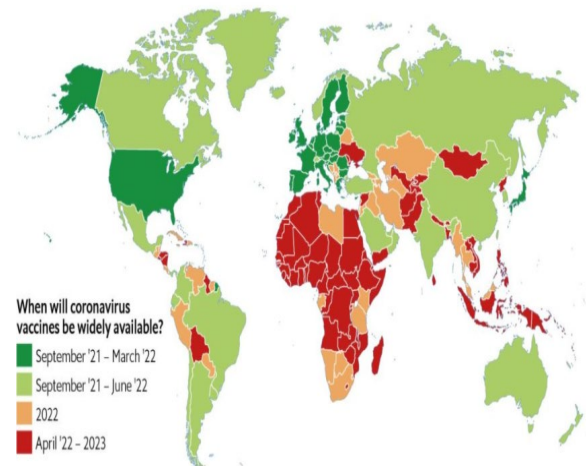 When will coronavirus
vaccines be widely available?
September '21 – March '22
September '21 – June '22
2022
April '22 – 2023